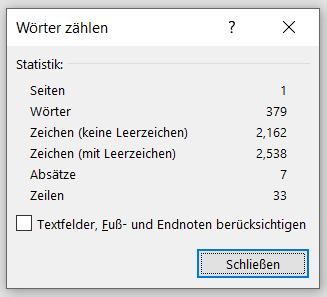 Wörter zählen ? ×
Statistik:
Seiten 1
Wörter 379
Zeichen (keine Leerzeichen) 2,162
Zeichen (mit Leerzeichen) 2,538
Absätze 7
Zeilen 33
Textfelder, Fuß- und Endnoten berücksichtigen
Schließen